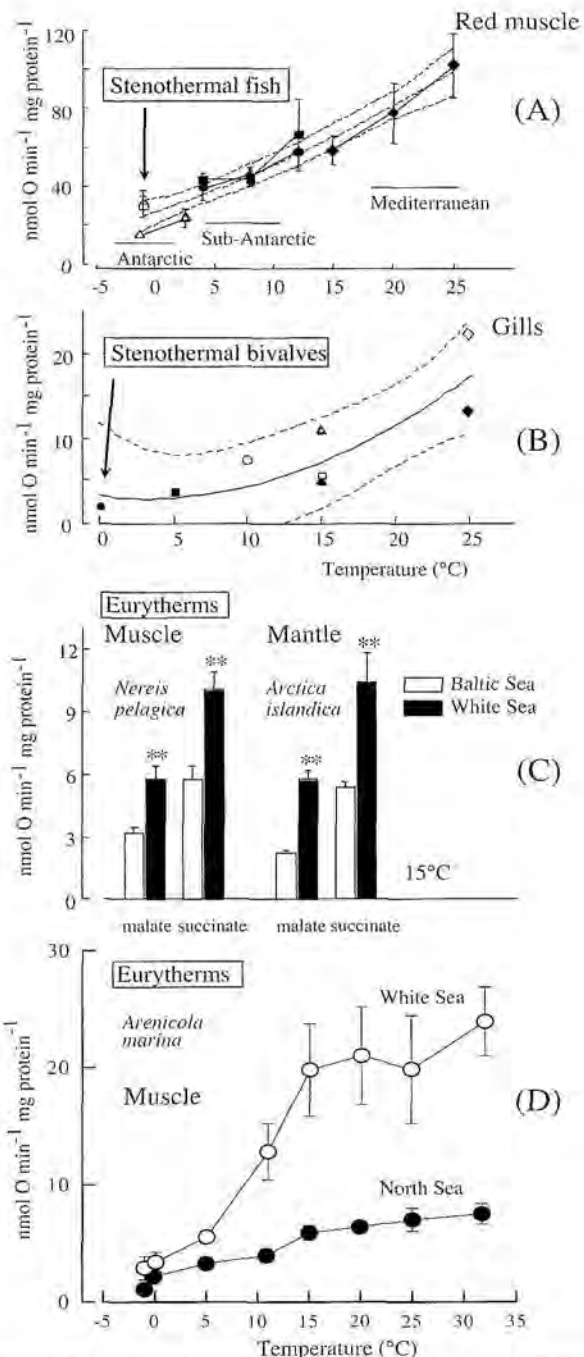 Red muscle
120
80
40
0
nmol O min⁻¹ mg protein⁻¹
Stenothermal fish
(A)
Mediterranean
Sub-Antarctic
Antarctic
-5 0 5 10 15 20 25
Gills
20
10
0
nmol O min⁻¹ mg protein⁻¹
Stenothermal bivalves
(B)
0 5 10 15 20 25
Temperature (°C)
Eurytherms
Muscle Mantle
12
9
6
3
0
nmol O min⁻¹ mg protein⁻¹
Nereis
pelagica
Arctica
islandica
** ** ** **
Baltic Sea
White Sea
(C)
15°C
malate succinate malate succinate
30
20
10
0
nmol O min⁻¹ mg protein⁻¹
Eurytherms
Arenicola
marina
Muscle
White Sea
(D)
North Sea
-5 0 5 10 15 20 25 30 35
Temperature (°C)